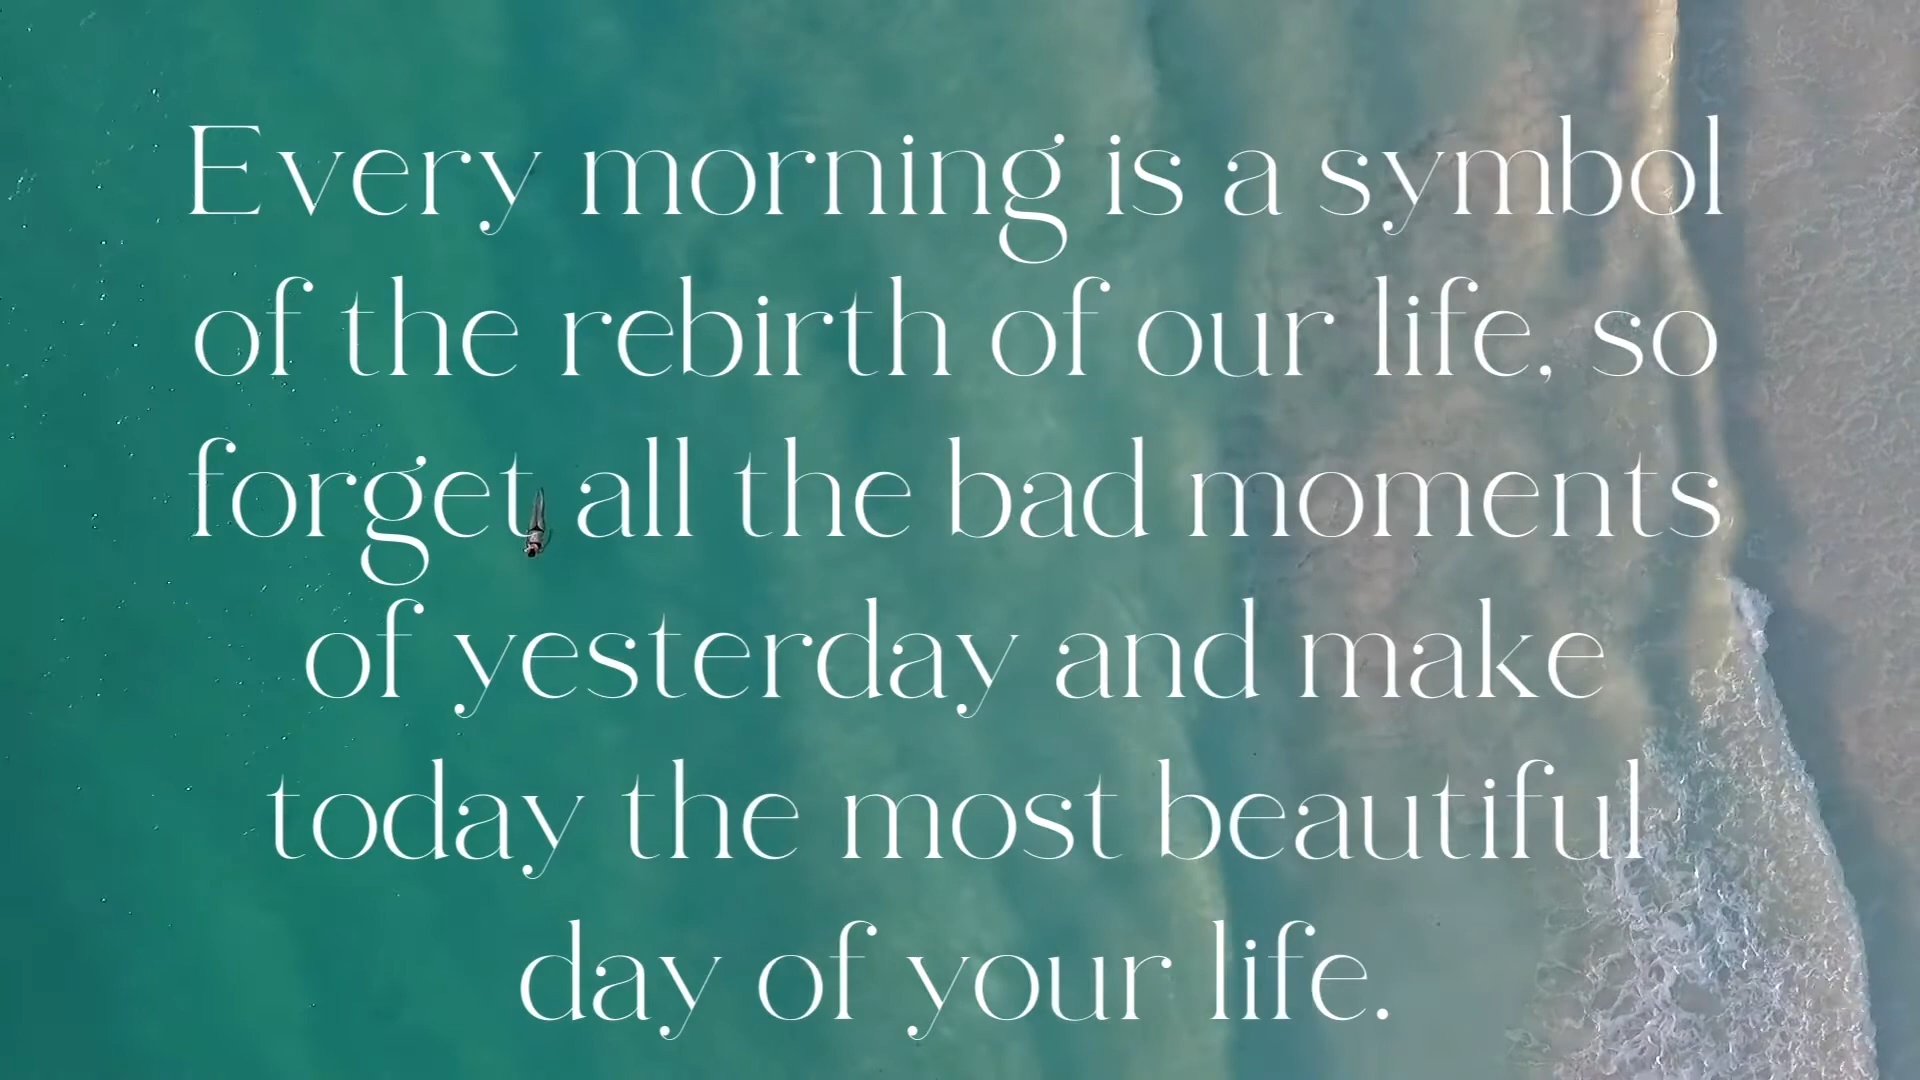 Every morning is a symbol
of the rebirth of our life, so
forget all the bad moments
of yesterday and make
today the most beautiful
day of your life.